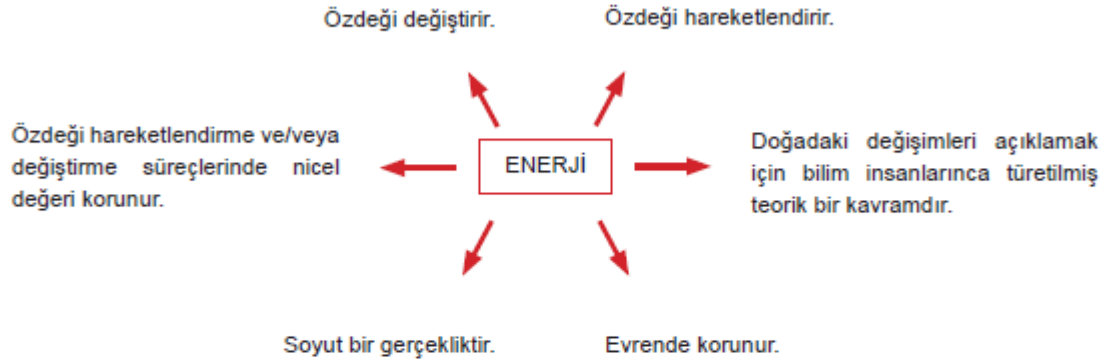 Özdeği değiştirir.
Özdeği hareketlendirir.
Özdeği hareketlendirme ve/veya
değiştirme süreçlerinde nicel
değeri korunur.
ENERJİ
Doğadaki değişimleri açıklamak
için bilim insanlarınca türetilmiş
teorik bir kavramdır.
Soyut bir gerçekliktir.
Evrende korunur.